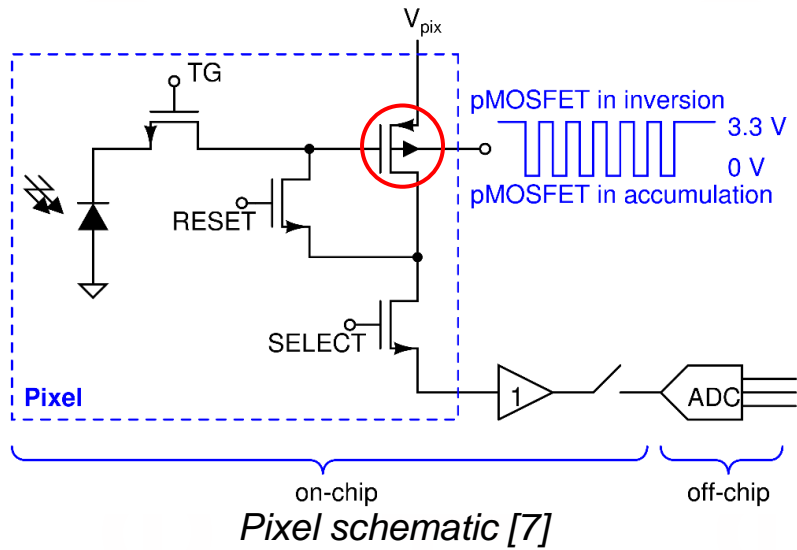 Vpix
TG
pMOSFET in inversion
3.3 V
0 V
pMOSFET in accumulation
RESET
SELECT
Pixel
1
ADC
on-chip
off-chip
Pixel schematic [7]